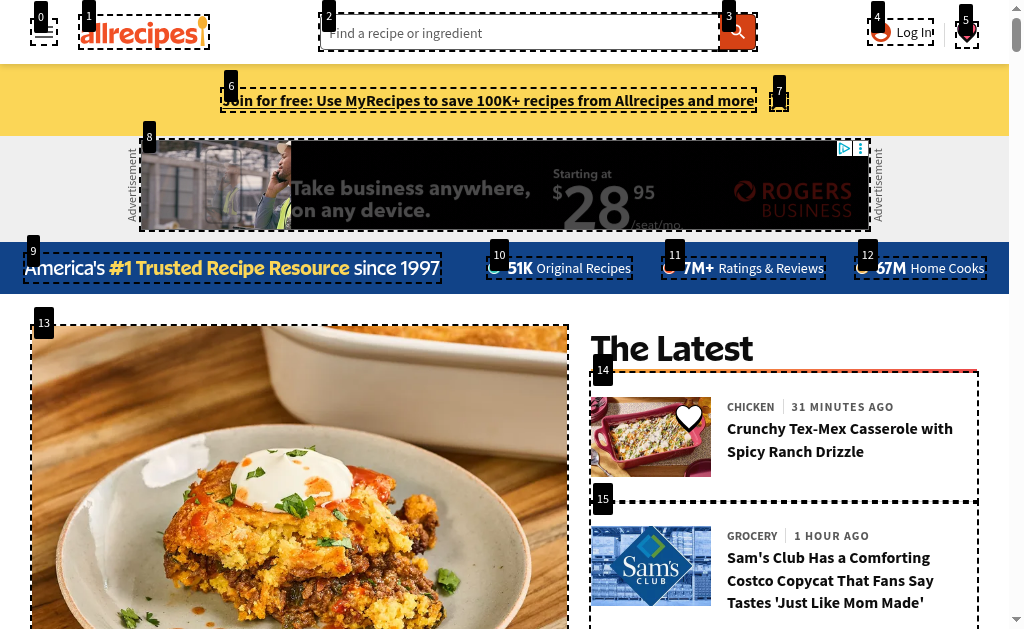 0
1
2
3
4
5
allrecipes
Find a recipe or ingredient
Log In
6
7
Join for free: Use MyRecipes to save 100K+ recipes from Allrecipes and more
8
Advertisement
Take business anywhere,
on any device.
Starting at
$28 95
/seat/mo
ROGERS
BUSINESS
Advertisement
9
10
11
12
America's #1 Trusted Recipe Resource since 1997
51K Original Recipes
7M+ Ratings & Reviews
67M Home Cooks
13
The Latest
14
CHICKEN 31 MINUTES AGO
Crunchy Tex-Mex Casserole with
Spicy Ranch Drizzle
15
GROCERY 1 HOUR AGO
Sam's Club Has a Comforting
Costco Copycat That Fans Say
Tastes 'Just Like Mom Made'
Sam's
CLUB